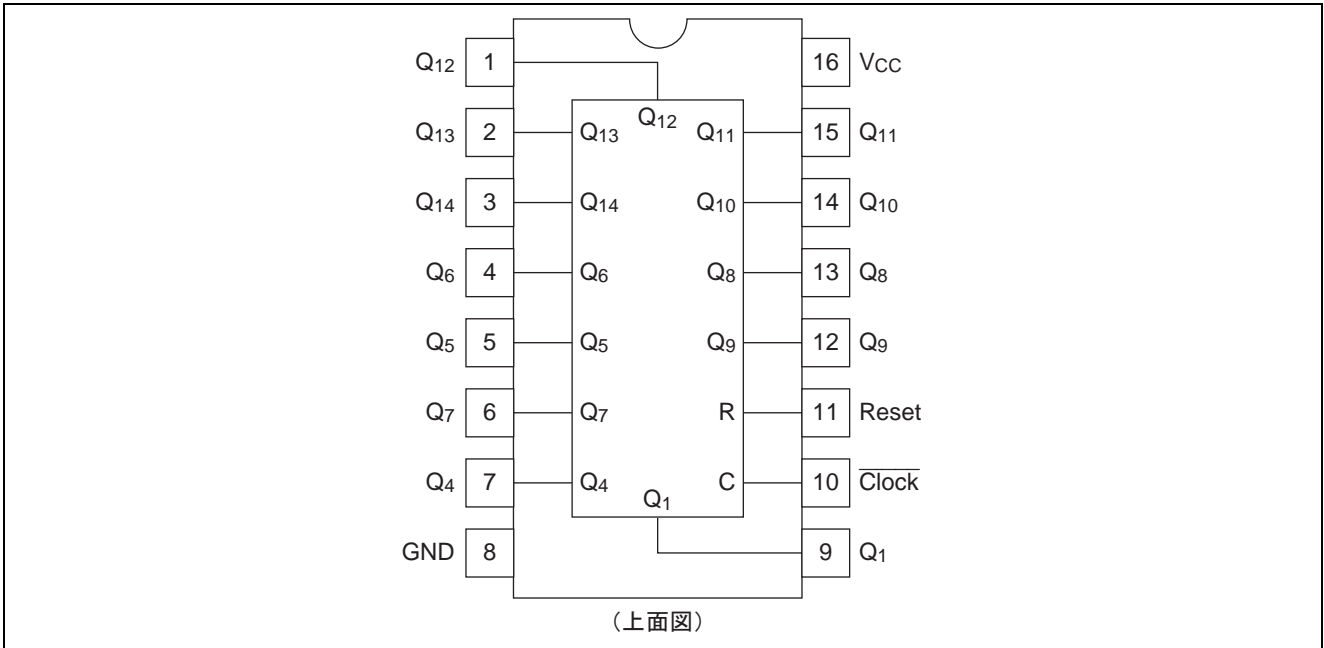 Q12 1 16 VCC
Q12
Q13 2 Q13 Q11 15 Q11
Q14 3 Q14 Q10 14 Q10
Q6 4 Q6 Q8 13 Q8
Q5 5 Q5 Q9 12 Q9
Q7 6 Q7 R 11 Reset
Q4 7 Q4 C 10 Clock
Q1
GND 8 9 Q1
（上面図）